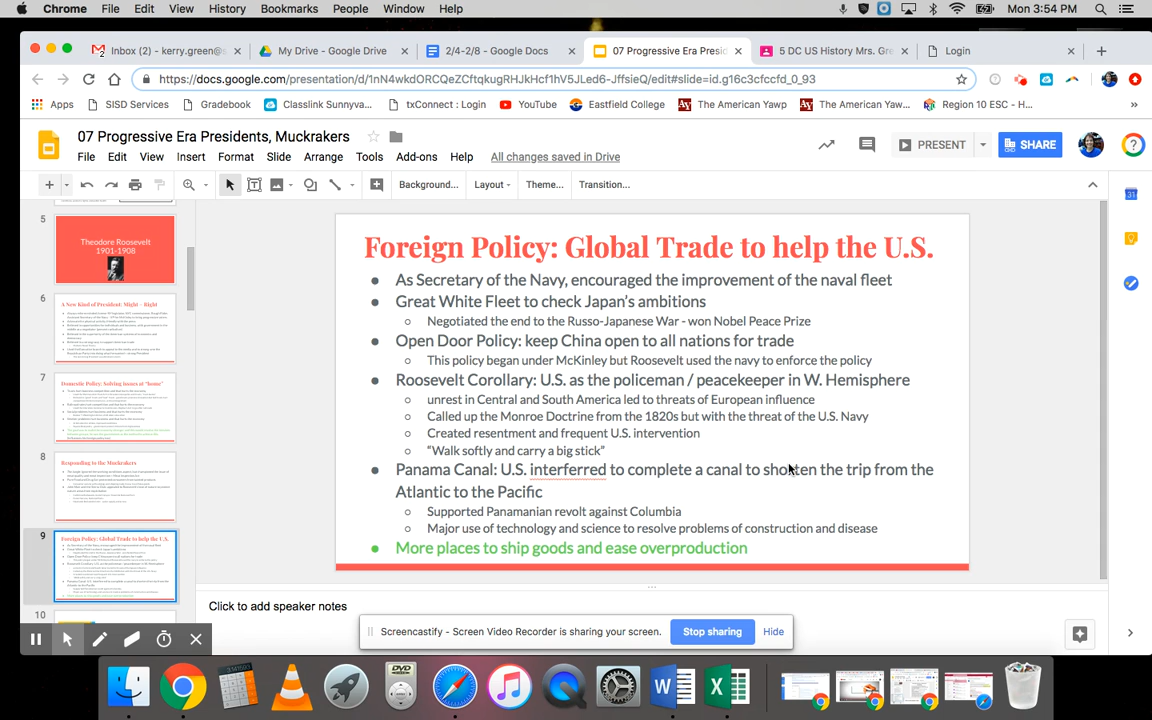 Chrome File Edit View History Bookmarks People Window Help Mon 3:54 PM
Inbox (2) - kerry.green@s
My Drive - Google Drive
2/4-2/8 - Google Docs
07 Progressive Era Presid
5 DC US History Mrs. Gre
Login
https://docs.google.com/presentation/d/1nN4wkdORCQeZCftqkugRHJkHcf1hV5JLed6-JffsieQ/edit#slide=id.g16c3cfccfd_0_93
Apps SISD Services Gradebook Classlink Sunnyva... txConnect : Login YouTube Eastfield College The American Yawp The American Yaw... Region 10 ESC - H...
07 Progressive Era Presidents, Muckrakers
File Edit View Insert Format Slide Arrange Tools Add-ons Help All changes saved in Drive
PRESENT
SHARE
Background... Layout Theme... Transition...
31
5
Theodore Roosevelt
1901-1908
6
A New Kind of President: Might = Right
7
Domestic Policy: Solving issues at "home"
8
Responding to the Muckrakers
9
Foreign Policy: Global Trade to help the U.S.
10
Foreign Policy: Global Trade to help the U.S.
● As Secretary of the Navy, encouraged the improvement of the naval fleet
● Great White Fleet to check Japan's ambitions
○ Negotiated the end to the Russo-Japanese War - won Nobel Peace Prize
● Open Door Policy: keep China open to all nations for trade
○ This policy began under McKinley but Roosevelt used the navy to enforce the policy
● Roosevelt Corollary: U.S. as the policeman / peacekeeper in W. Hemisphere
○ unrest in Central and South America led to threats of European influence
○ Called up the Monroe Doctrine from the 1820s but with the threat of the U.S. Navy
○ Created resentment and frequent U.S. intervention
○ "Walk softly and carry a big stick"
● Panama Canal: U.S. interferred to complete a canal to shorten the trip from the
Atlantic to the Pacific
○ Supported Panamanian revolt against Columbia
○ Major use of technology and science to resolve problems of construction and disease
● More places to ship goods and ease overproduction
Click to add speaker notes
Screencastify - Screen Video Recorder is sharing your screen. Stop sharing Hide